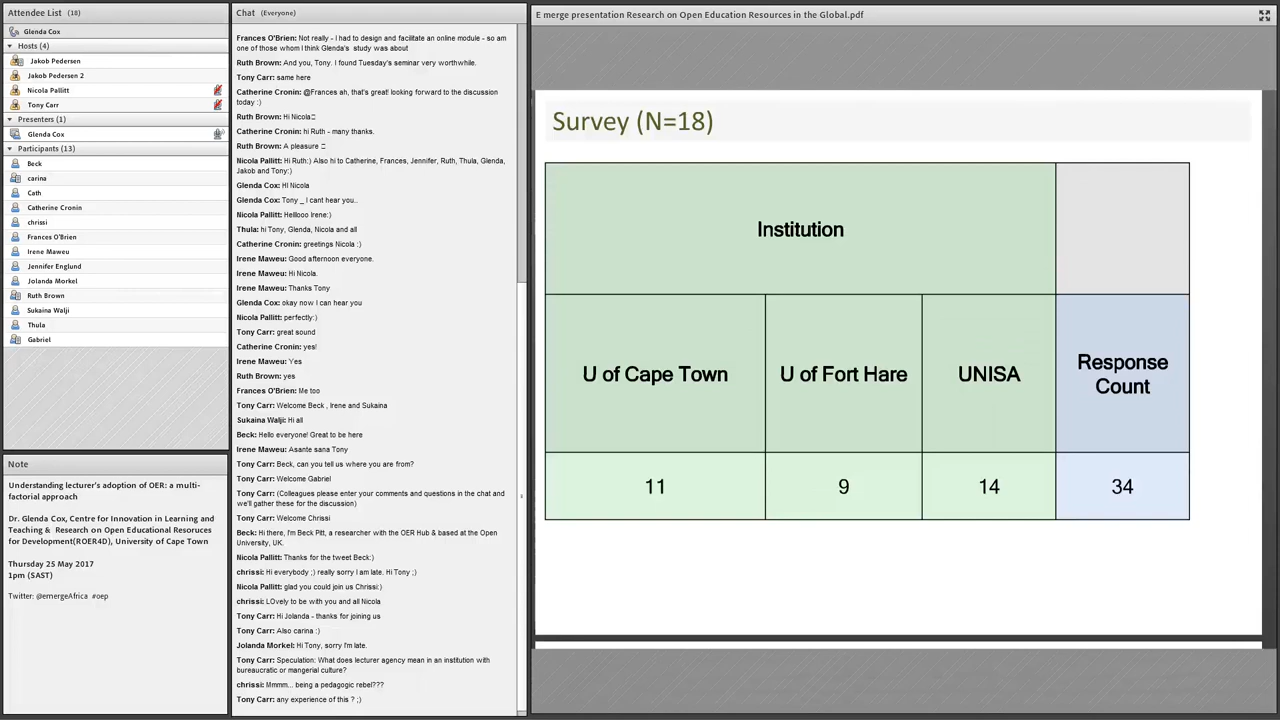 Attendee List (18)
Glenda Cox
Hosts (4)
Jakob Pedersen
Jakob Pedersen 2
Nicola Pallitt
Tony Carr
Presenters (1)
Glenda Cox
Participants (13)
Beck
carina
Cath
Catherine Cronin
chrissi
Frances O'Brien
Irene Maweu
Jennifer Englund
Jolanda Morkel
Ruth Brown
Sukaina Walji
Thula
Gabriel
Note
Understanding lecturer's adoption of OER: a multi-
factorial approach
Dr. Glenda Cox, Centre for Innovation in Learning and
Teaching & Research on Open Educational Resoruces
for Development(ROER4D), University of Cape Town
Thursday 25 May 2017
1pm (SAST)
Twitter: @emergeAfrica #oep
Chat (Everyone)
Frances O'Brien: Not really - I had to design and facilitate an online module - so am
one of those whom I think Glenda's study was about
Ruth Brown: And you, Tony. I found Tuesday's seminar very worthwhile.
Tony Carr: same here
Catherine Cronin: @Frances ah, that's great! looking forward to the discussion
today :)
Ruth Brown: Hi Nicola
Catherine Cronin: hi Ruth - many thanks.
Ruth Brown: A pleasure
Nicola Pallitt: Hi Ruth:) Also hi to Catherine, Frances, Jennifer, Ruth, Thula, Glenda,
Jakob and Tony:)
Glenda Cox: HI Nicola
Glenda Cox: Tony _ I cant hear you..
Nicola Pallitt: Hellooo Irene:)
Thula: hi Tony, Glenda, Nicola and all
Catherine Cronin: greetings Nicola :)
Irene Maweu: Good afternoon everyone.
Irene Maweu: Hi Nicola.
Irene Maweu: Thanks Tony
Glenda Cox: okay now I can hear you
Nicola Pallitt: perfectly:)
Tony Carr: great sound
Catherine Cronin: yes!
Irene Maweu: Yes
Ruth Brown: yes
Frances O'Brien: Me too
Tony Carr: Welcome Beck , Irene and Sukaina
Sukaina Walji: Hi all
Beck: Hello everyone! Great to be here
Irene Maweu: Asante sana Tony
Tony Carr: Beck, can you tell us where you are from?
Tony Carr: Welcome Gabriel
Tony Carr: (Colleagues please enter your comments and questions in the chat and
we'll gather these for the discussion)
Tony Carr: Welcome Chrissi
Beck: Hi there, I'm Beck Pitt, a researcher with the OER Hub & based at the Open
University, UK.
Nicola Pallitt: Thanks for the tweet Beck:)
chrissi: Hi everybody ;) really sorry I am late. Hi Tony ;)
Nicola Pallitt: glad you could join us Chrissi:)
chrissi: LOvely to be with you and all Nicola
Tony Carr: Hi Jolanda - thanks for joining us
Tony Carr: Also carina :)
Jolanda Morkel: Hi Tony, sorry I'm late.
Tony Carr: Speculation: What does lecturer agency mean in an institution with
bureaucratic or mangerial culture?
chrissi: Mmmm... being a pedagogic rebel???
Tony Carr: any experience of this ? ;)
E merge presentation Research on Open Education Resources in the Global.pdf
Survey (N=18)
Institution
U of Cape Town
U of Fort Hare
UNISA
Response
Count
11
9
14
34